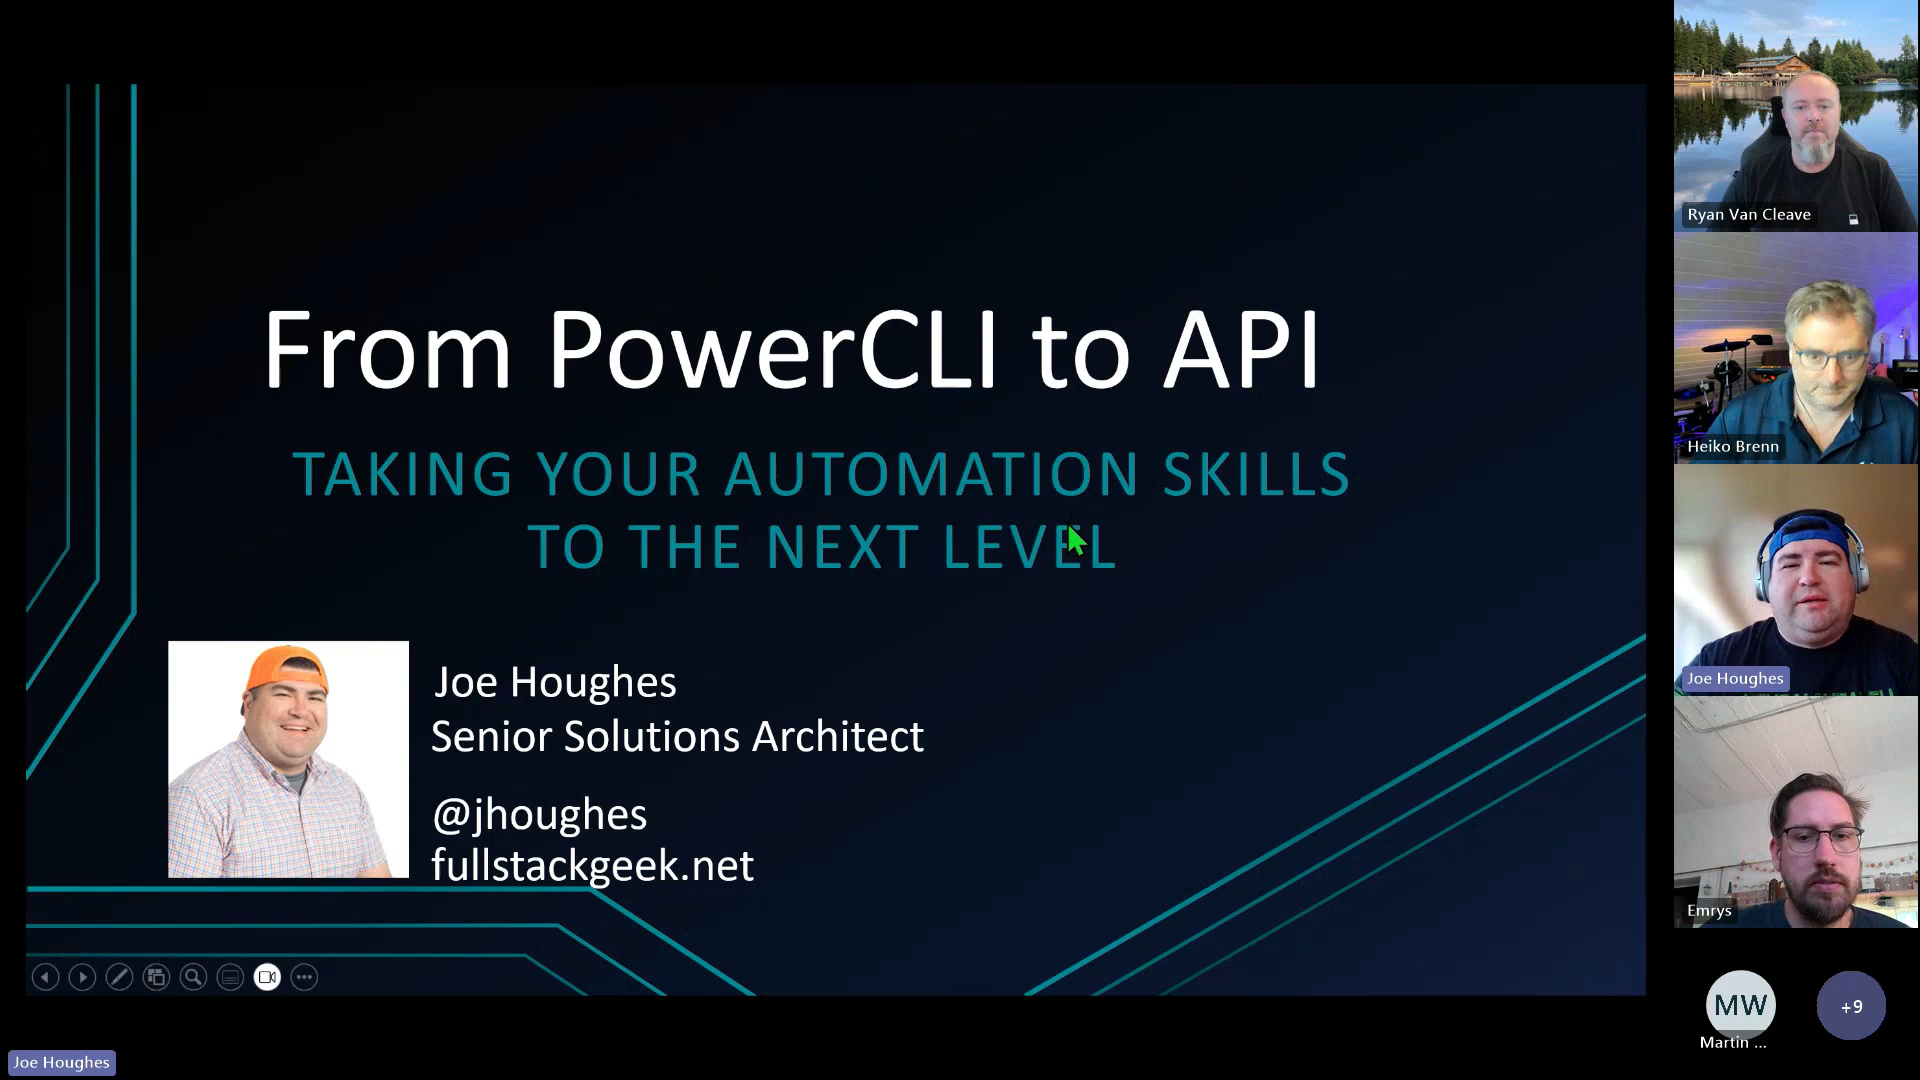 From PowerCLI to API
TAKING YOUR AUTOMATION SKILLS
TO THE NEXT LEVEL
Joe Houghes
Senior Solutions Architect
@jhoughes
fullstackgeek.net
Joe Houghes
Ryan Van Cleave
Heiko Brenn
Joe Houghes
Emrys
MW
Martin ...
+9